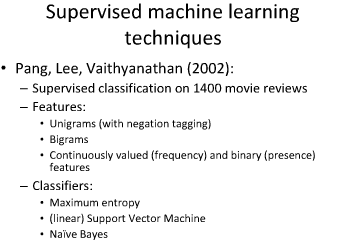 Supervised machine learning
techniques
• Pang, Lee, Vaithyanathan (2002):
– Supervised classification on 1400 movie reviews
– Features:
• Unigrams (with negation tagging)
• Bigrams
• Continuously valued (frequency) and binary (presence)
features
– Classifiers:
• Maximum entropy
• (linear) Support Vector Machine
• Naïve Bayes